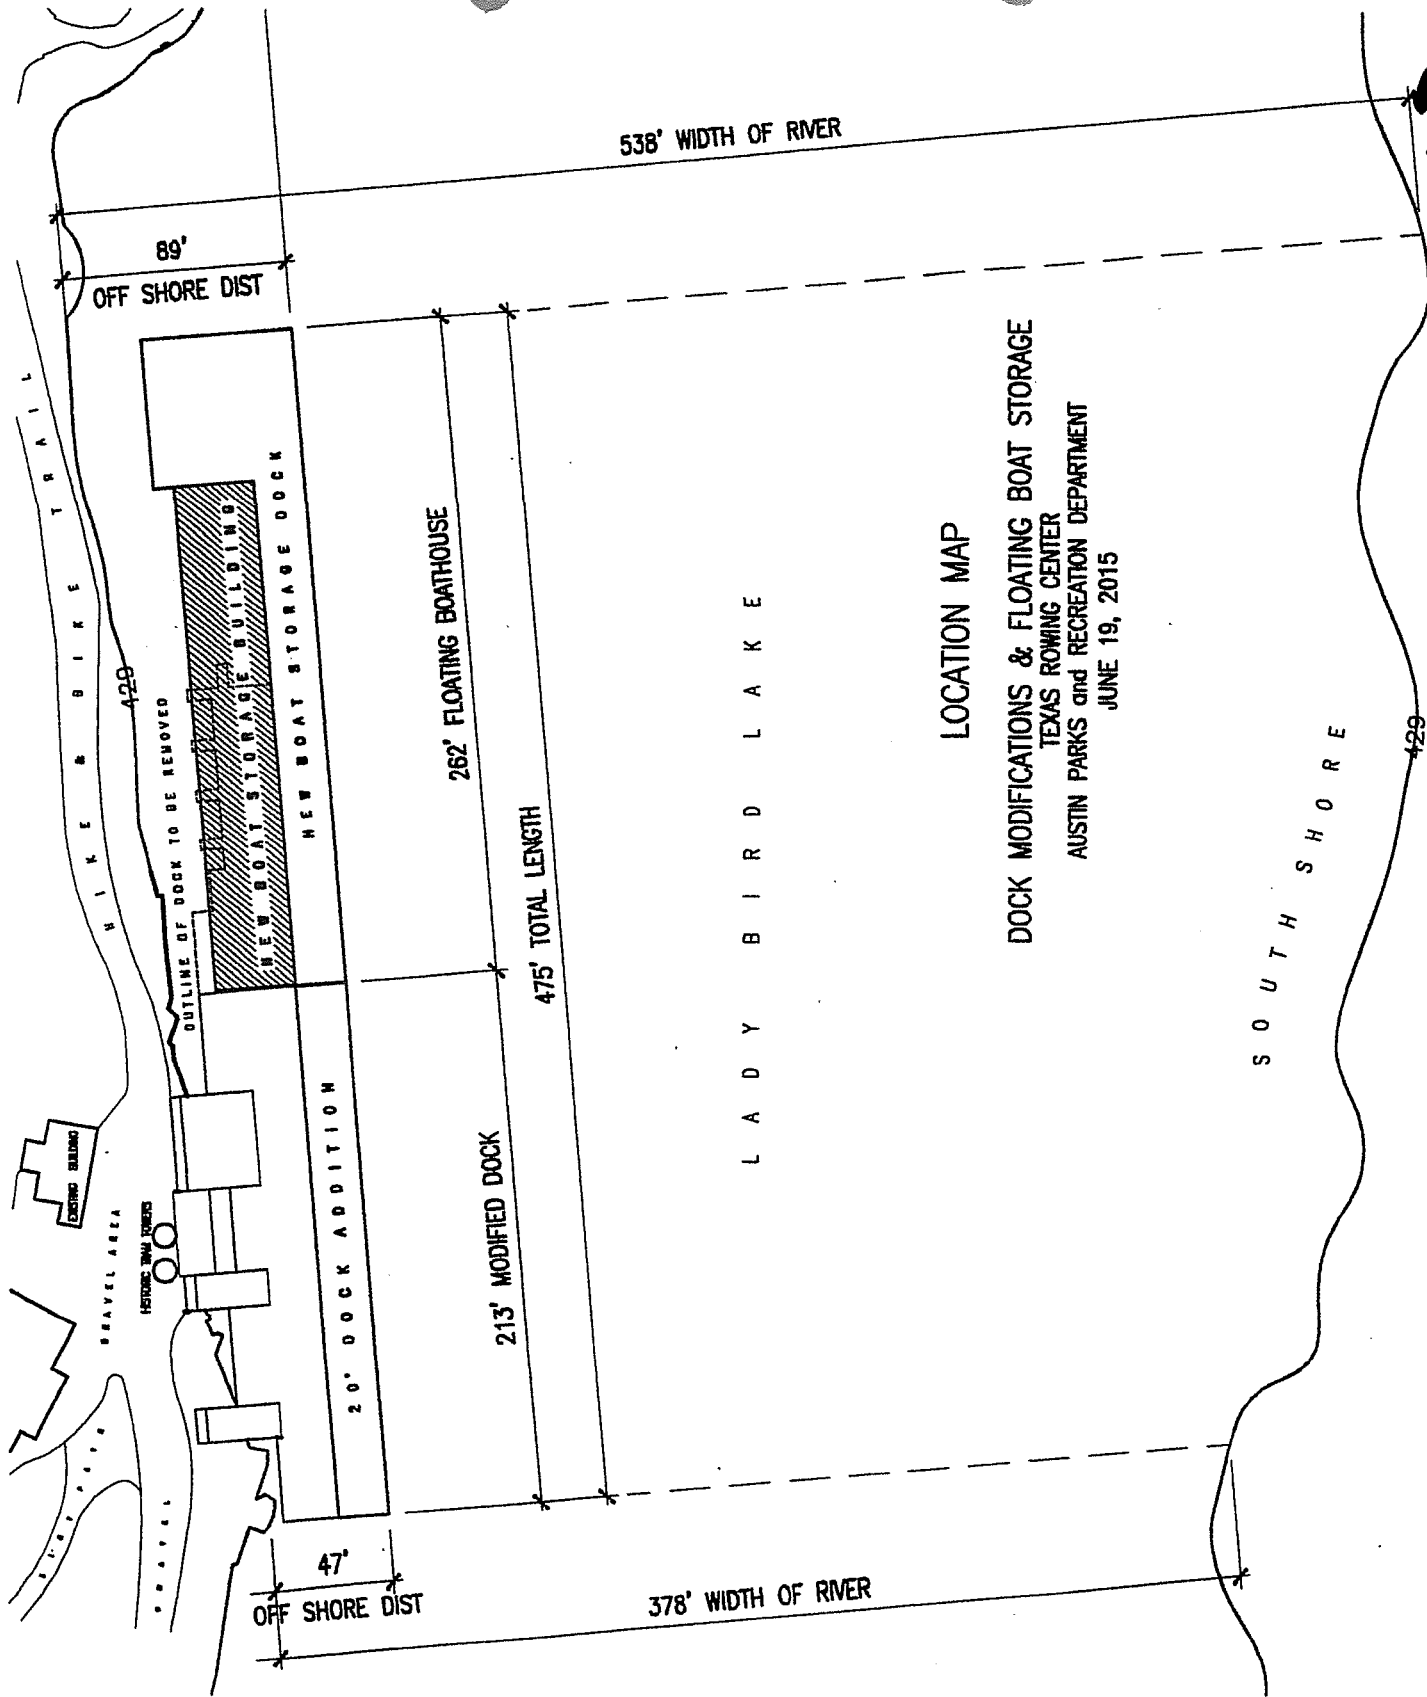 538' WIDTH OF RIVER
89'
OFF SHORE DIST
HIKE & BIKE TRAIL
429
OUTLINE OF DOCK TO BE REMOVED
NEW BOAT STORAGE BUILDING
NEW BOAT STORAGE DOCK
262' FLOATING BOATHOUSE
475' TOTAL LENGTH
213' MODIFIED DOCK
20' DOCK ADDITION
EXISTING BUILDING
GRAVEL AREA
HISTORIC TRAM TOWERS
GRAVEL
47'
OFF SHORE DIST
378' WIDTH OF RIVER
LADY BIRD LAKE
LOCATION MAP
DOCK MODIFICATIONS & FLOATING BOAT STORAGE
TEXAS ROWING CENTER
AUSTIN PARKS and RECREATION DEPARTMENT
JUNE 19, 2015
SOUTH SHORE
429